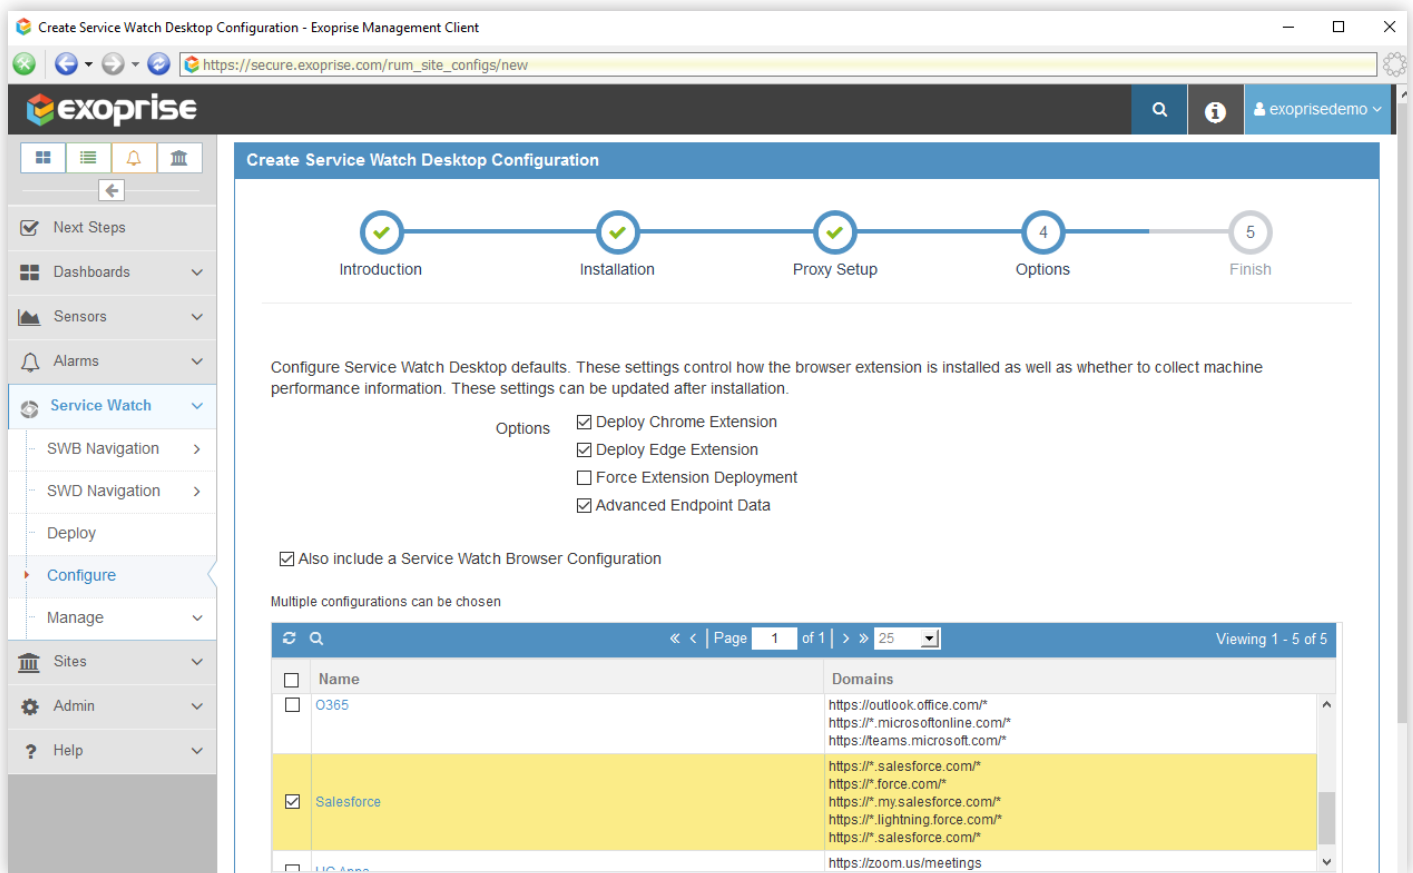 Create Service Watch Desktop Configuration - Exoprise Management Client
https://secure.exoprise.com/rum_site_configs/new
exoprise
exoprisedemo
Create Service Watch Desktop Configuration
4
5
Introduction
Installation
Proxy Setup
Options
Finish
Next Steps
Dashboards
Sensors
Alarms
Service Watch
SWB Navigation
SWD Navigation
Deploy
Configure
Manage
Sites
Admin
Help
Configure Service Watch Desktop defaults. These settings control how the browser extension is installed as well as whether to collect machine
performance information. These settings can be updated after installation.
Options
Deploy Chrome Extension
Deploy Edge Extension
Force Extension Deployment
Advanced Endpoint Data
Also include a Service Watch Browser Configuration
Multiple configurations can be chosen
Page 1 of 1 25
Viewing 1 - 5 of 5
Name
Domains
O365
https://outlook.office.com/*
https://*.microsoftonline.com/*
https://teams.microsoft.com/*
Salesforce
https://*.salesforce.com/*
https://*.force.com/*
https://*.my.salesforce.com/*
https://*.lightning.force.com/*
https://*.salesforce.com/*
UC Apps
https://zoom.us/meetings